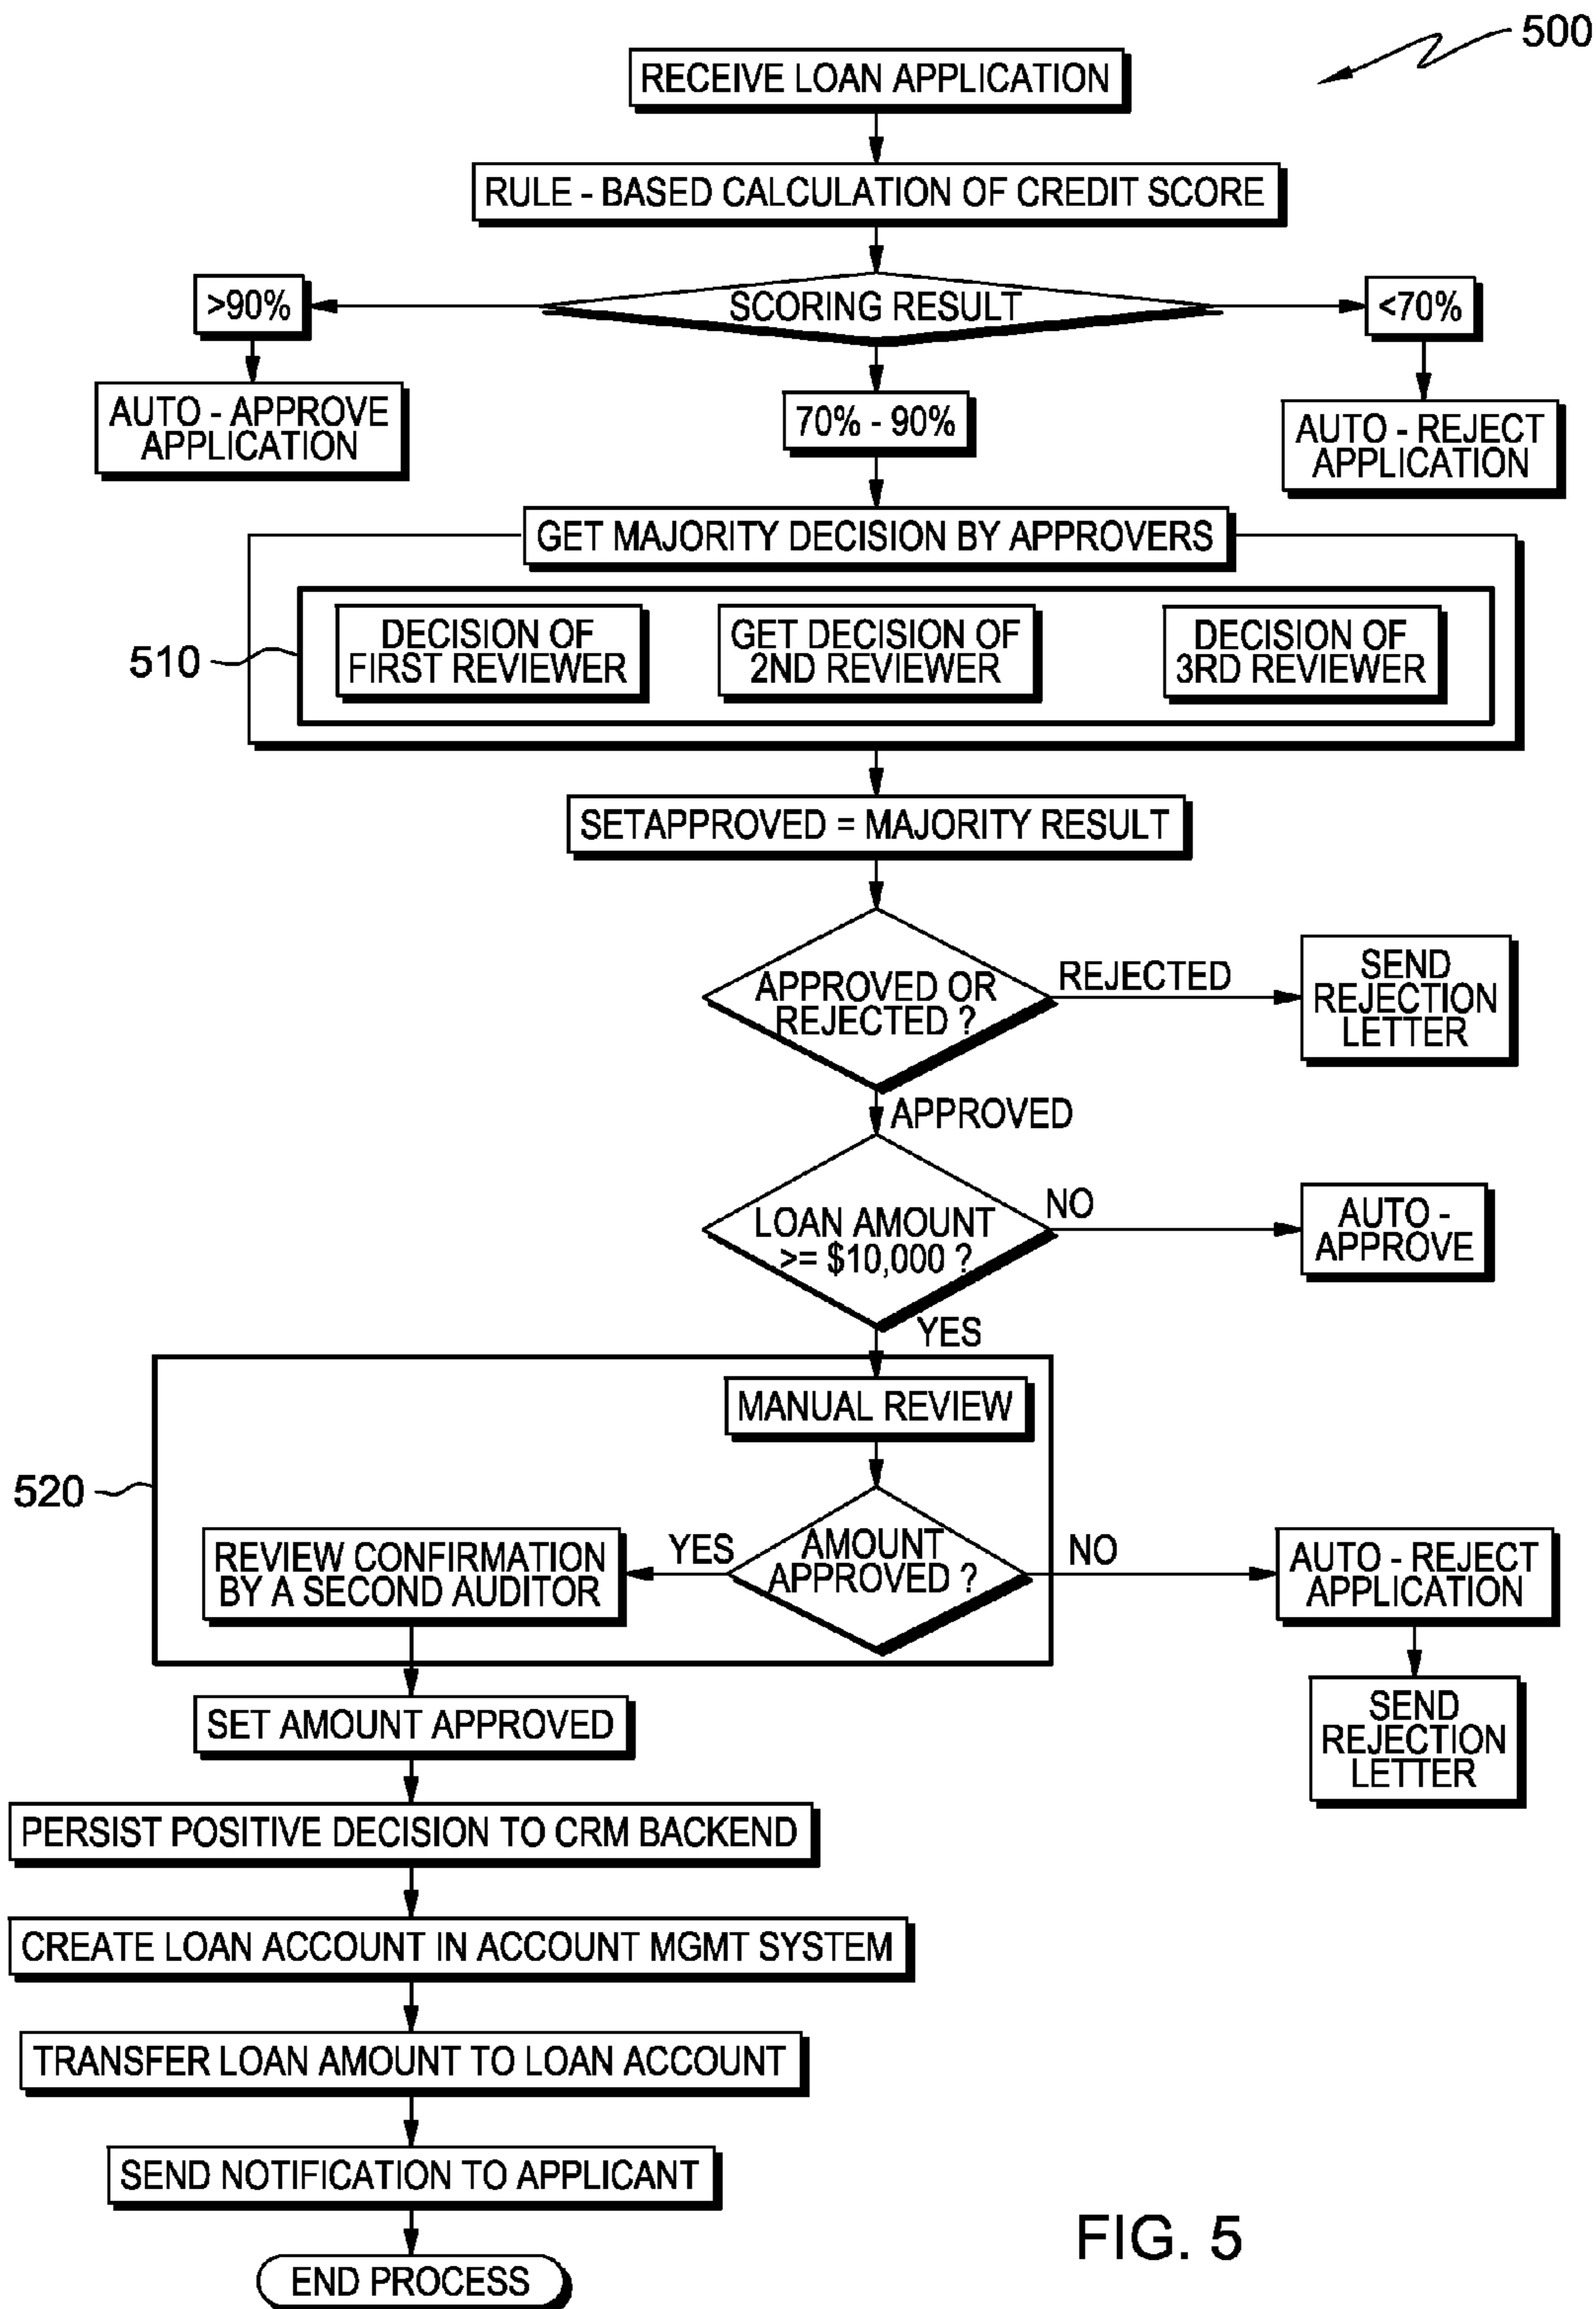 500
RECEIVE LOAN APPLICATION
RULE - BASED CALCULATION OF CREDIT SCORE
>90%
SCORING RESULT
<70%
AUTO - APPROVE
APPLICATION
70% - 90%
AUTO - REJECT
APPLICATION
GET MAJORITY DECISION BY APPROVERS
510
DECISION OF
FIRST REVIEWER
GET DECISION OF
2ND REVIEWER
DECISION OF
3RD REVIEWER
SETAPPROVED = MAJORITY RESULT
APPROVED OR
REJECTED ?
REJECTED
SEND
REJECTION
LETTER
APPROVED
LOAN AMOUNT
>= $10,000 ?
NO
AUTO -
APPROVE
YES
520
MANUAL REVIEW
AMOUNT
APPROVED ?
YES
REVIEW CONFIRMATION
BY A SECOND AUDITOR
NO
AUTO - REJECT
APPLICATION
SEND
REJECTION
LETTER
SET AMOUNT APPROVED
PERSIST POSITIVE DECISION TO CRM BACKEND
CREATE LOAN ACCOUNT IN ACCOUNT MGMT SYSTEM
TRANSFER LOAN AMOUNT TO LOAN ACCOUNT
SEND NOTIFICATION TO APPLICANT
END PROCESS
FIG. 5